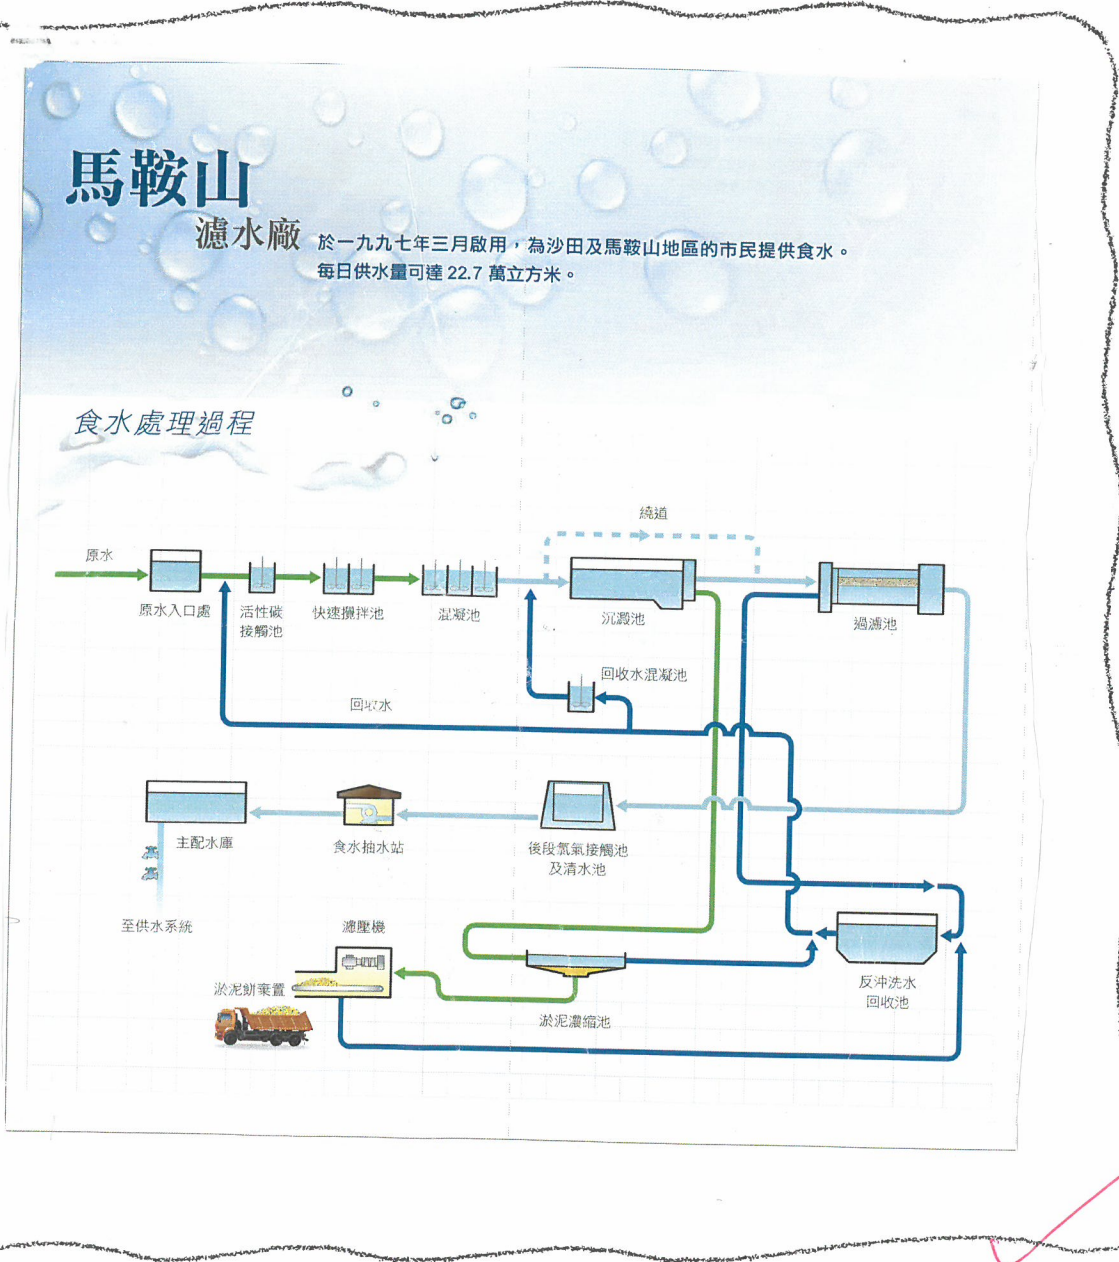 馬鞍山
濾水廠
於一九九七年三月啟用，為沙田及馬鞍山地區的市民提供食水。
每日供水量可達 22.7 萬立方米。
食水處理過程
繞道
原水
原水入口處
活性碳
接觸池
快速攪拌池
混凝池
沉澱池
過濾池
回收水混凝池
回收水
主配水庫
食水抽水站
後段氯氣接觸池
及清水池
至供水系統
濾壓機
淤泥餅棄置
淤泥濃縮池
反沖洗水
回收池